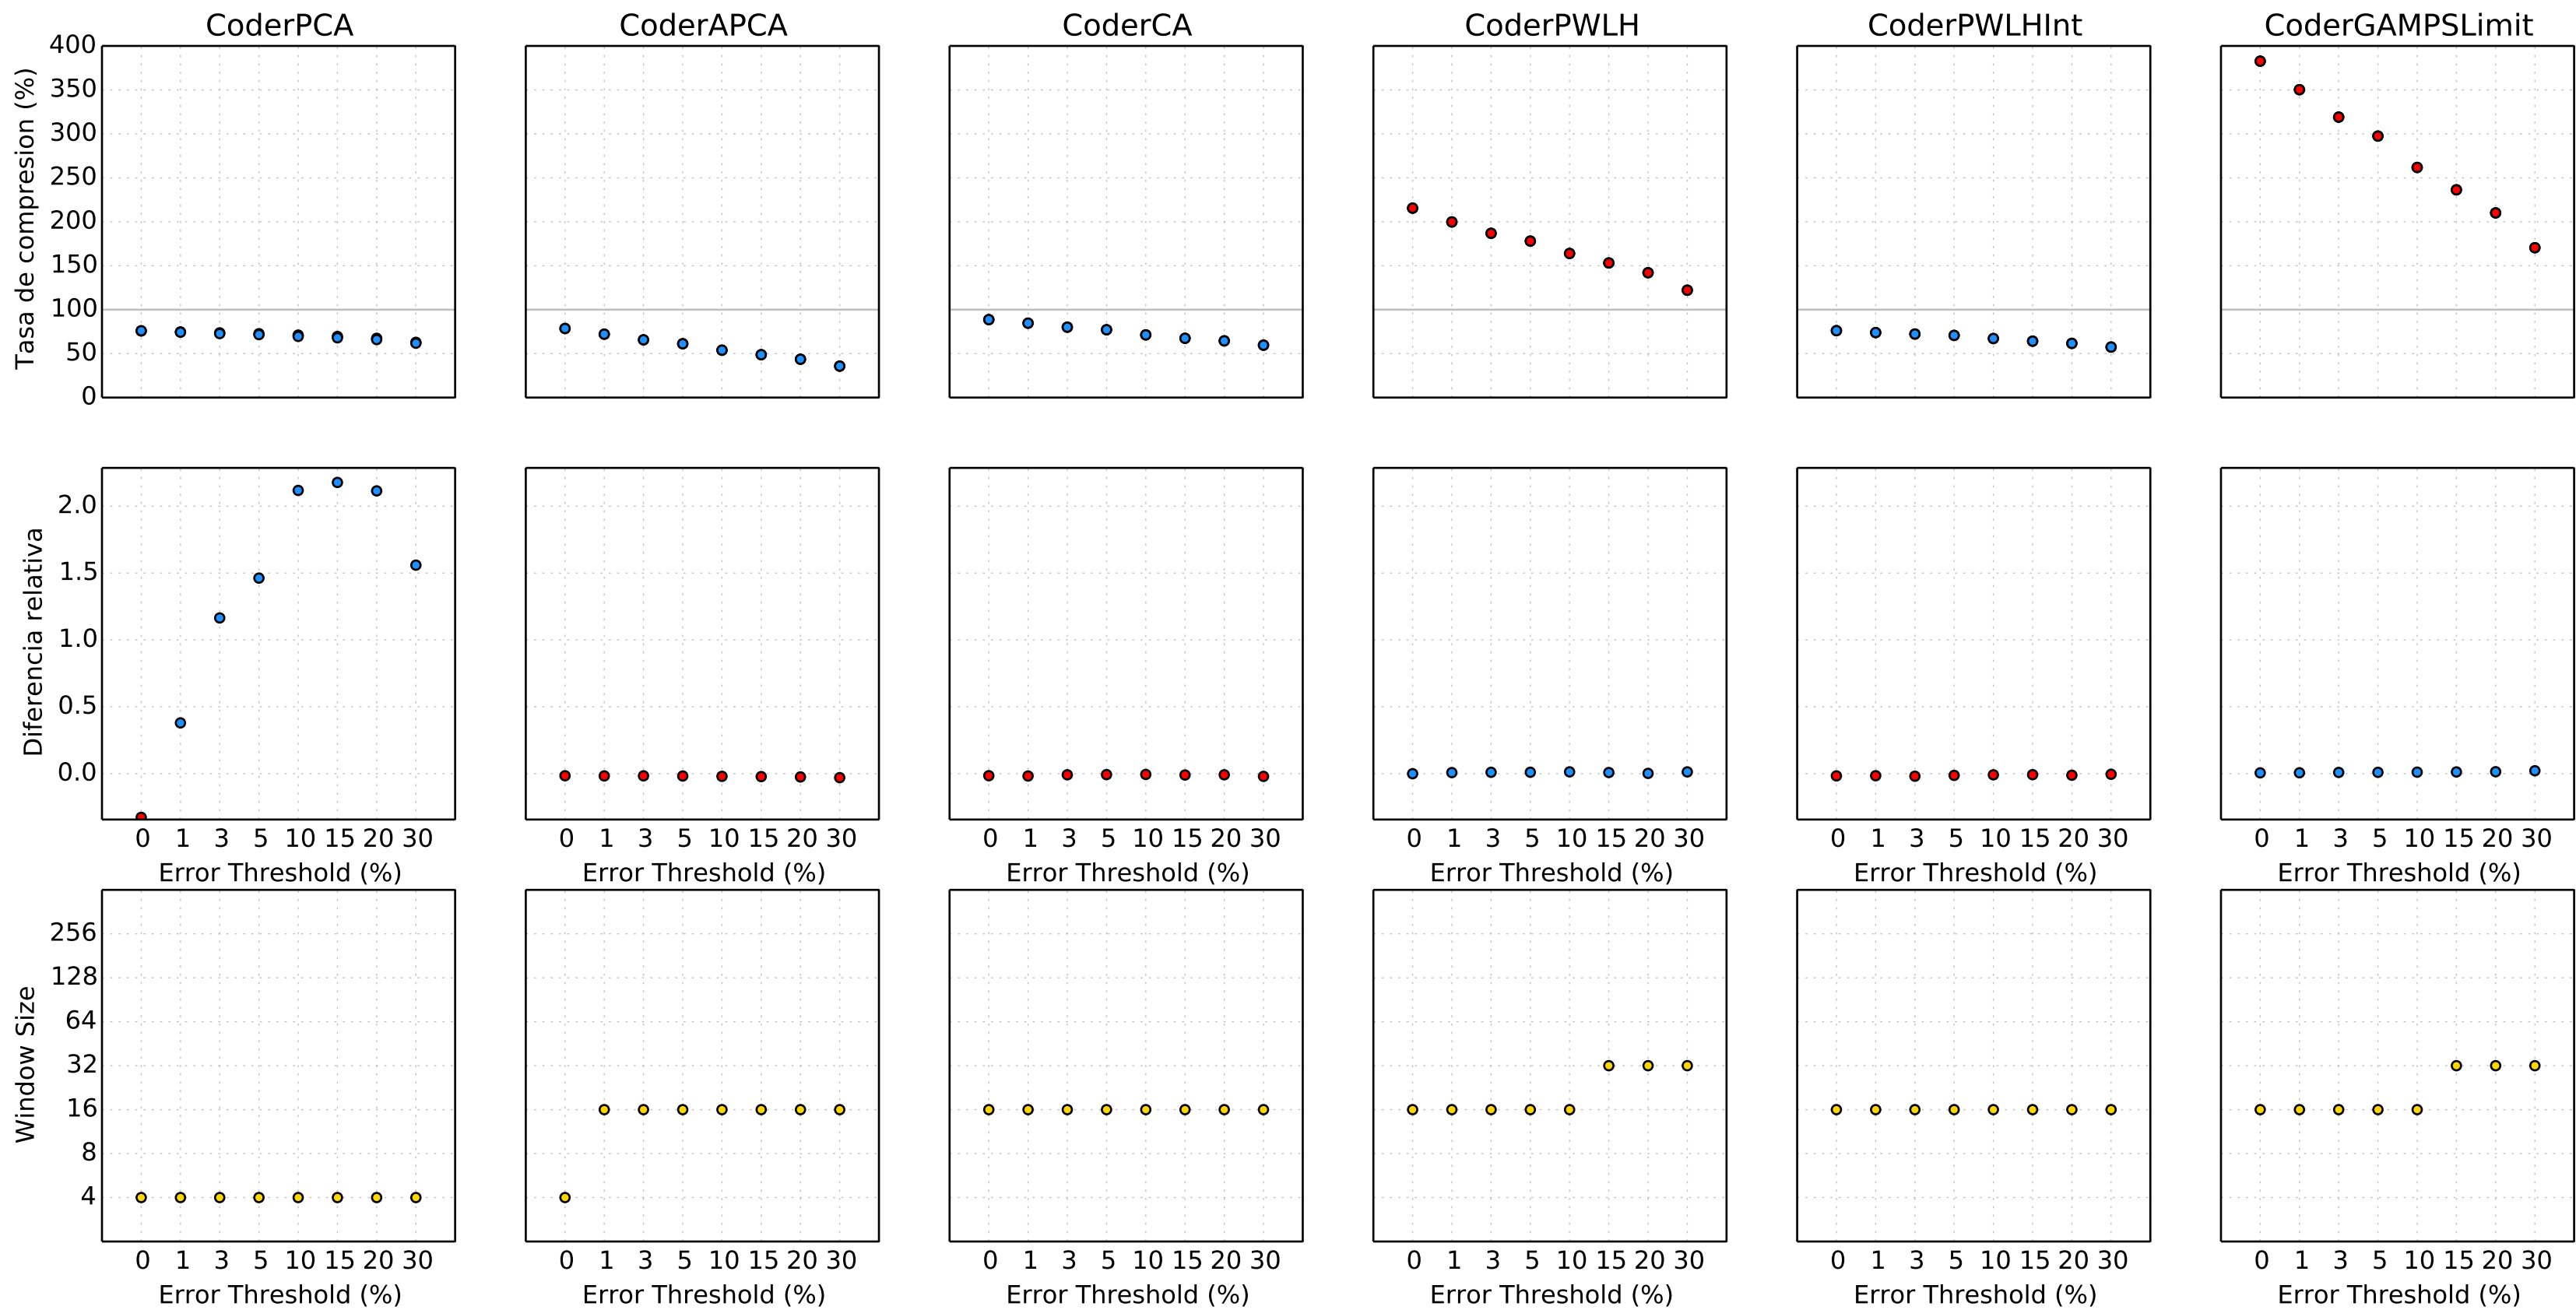 CoderPCA CoderAPCA CoderCA CoderPWLH CoderPWLHInt CoderGAMPSLimit
Tasa de compresion (%)
400
350
300
250
200
150
100
50
0
Diferencia relativa
2.0
1.5
1.0
0.5
0.0
0 1 3 5 10 15 20 30 0 1 3 5 10 15 20 30 0 1 3 5 10 15 20 30 0 1 3 5 10 15 20 30 0 1 3 5 10 15 20 30 0 1 3 5 10 15 20 30
Error Threshold (%) Error Threshold (%) Error Threshold (%) Error Threshold (%) Error Threshold (%) Error Threshold (%)
Window Size
256
128
64
32
16
8
4
0 1 3 5 10 15 20 30 0 1 3 5 10 15 20 30 0 1 3 5 10 15 20 30 0 1 3 5 10 15 20 30 0 1 3 5 10 15 20 30 0 1 3 5 10 15 20 30
Error Threshold (%) Error Threshold (%) Error Threshold (%) Error Threshold (%) Error Threshold (%) Error Threshold (%)